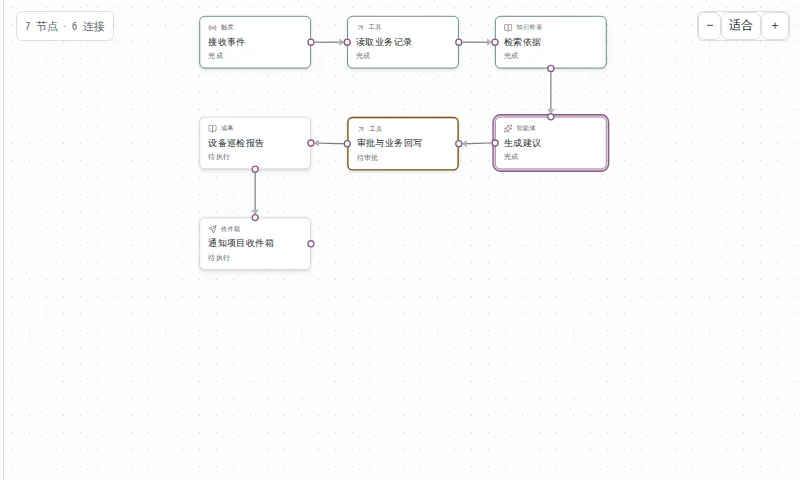 7 节点 · 6 连接
− 适合 +
触发
接收事件
完成
工具
读取业务记录
完成
知识检索
检索依据
完成
智能体
生成建议
完成
工具
审批与业务回写
待审批
成果
设备巡检报告
待执行
收件箱
通知项目收件箱
待执行